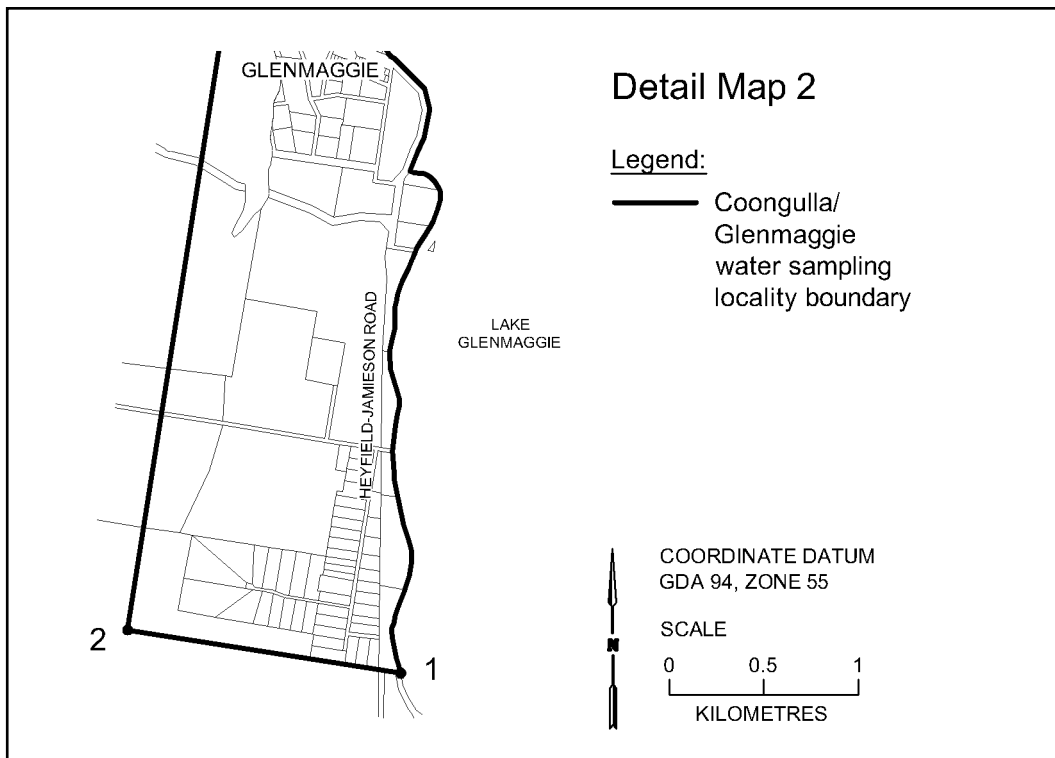 GLENMAGGIE
Detail Map 2
Legend:
Coongulla/
Glenmaggie
water sampling
locality boundary
HEYFIELD-JAMIESON ROAD
LAKE
GLENMAGGIE
COORDINATE DATUM
GDA 94, ZONE 55
N
SCALE
0 0.5 1
KILOMETRES
2
1